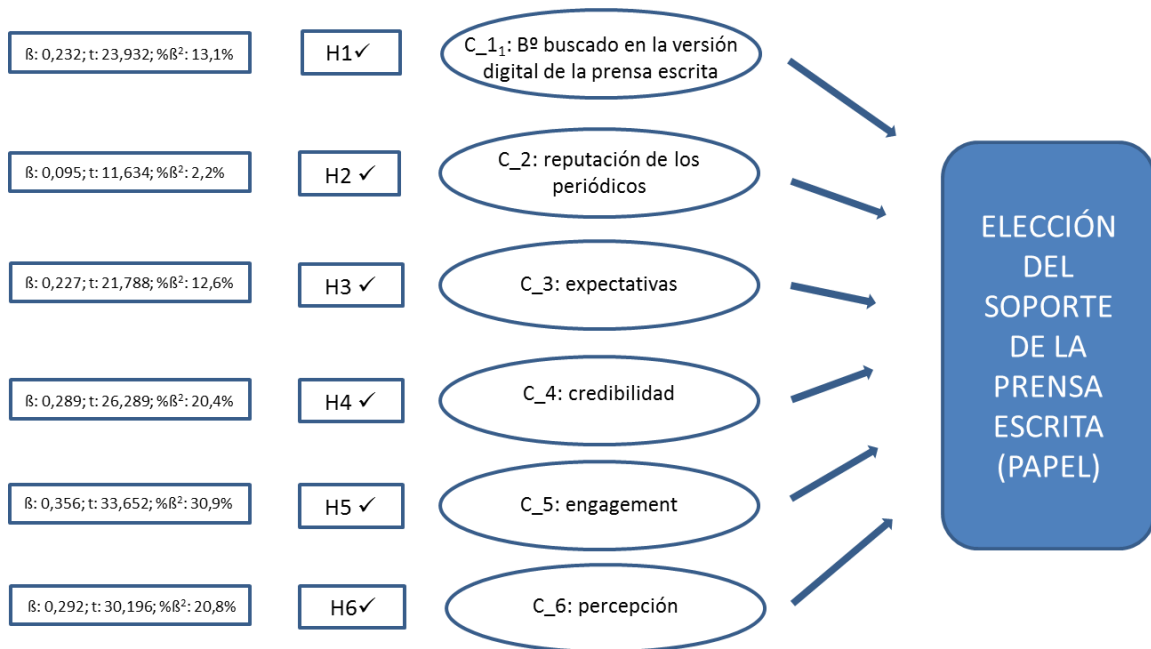 ß: 0,232; t: 23,932; %ß²: 13,1%
H1✓
C_1₁: Bº buscado en la versión
digital de la prensa escrita
ß: 0,095; t: 11,634; %ß²: 2,2%
H2 ✓
C_2: reputación de los
periódicos
ß: 0,227; t: 21,788; %ß²: 12,6%
H3 ✓
C_3: expectativas
ß: 0,289; t: 26,289; %ß²: 20,4%
H4 ✓
C_4: credibilidad
ß: 0,356; t: 33,652; %ß²: 30,9%
H5 ✓
C_5: engagement
ß: 0,292; t: 30,196; %ß²: 20,8%
H6✓
C_6: percepción
ELECCIÓN
DEL
SOPORTE
DE LA
PRENSA
ESCRITA
(PAPEL)